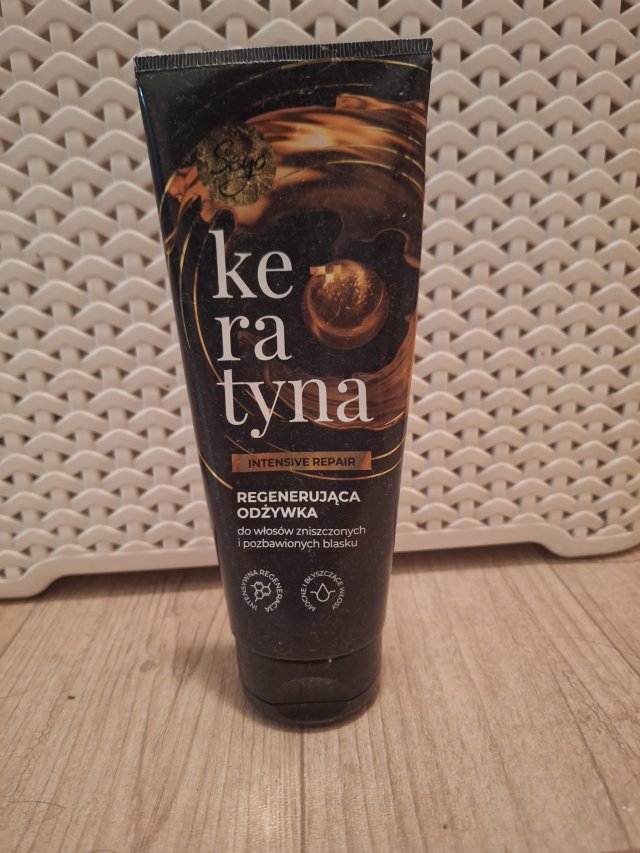 ke
ra
tyna
INTENSIVE REPAIR
REGENERUJĄCA
ODŻYWKA
do włosów zniszczonych
i pozbawionych blasku
INTENSYWNA REGENERACJA
MOCNE I BŁYSZCZĄCE WŁOSY